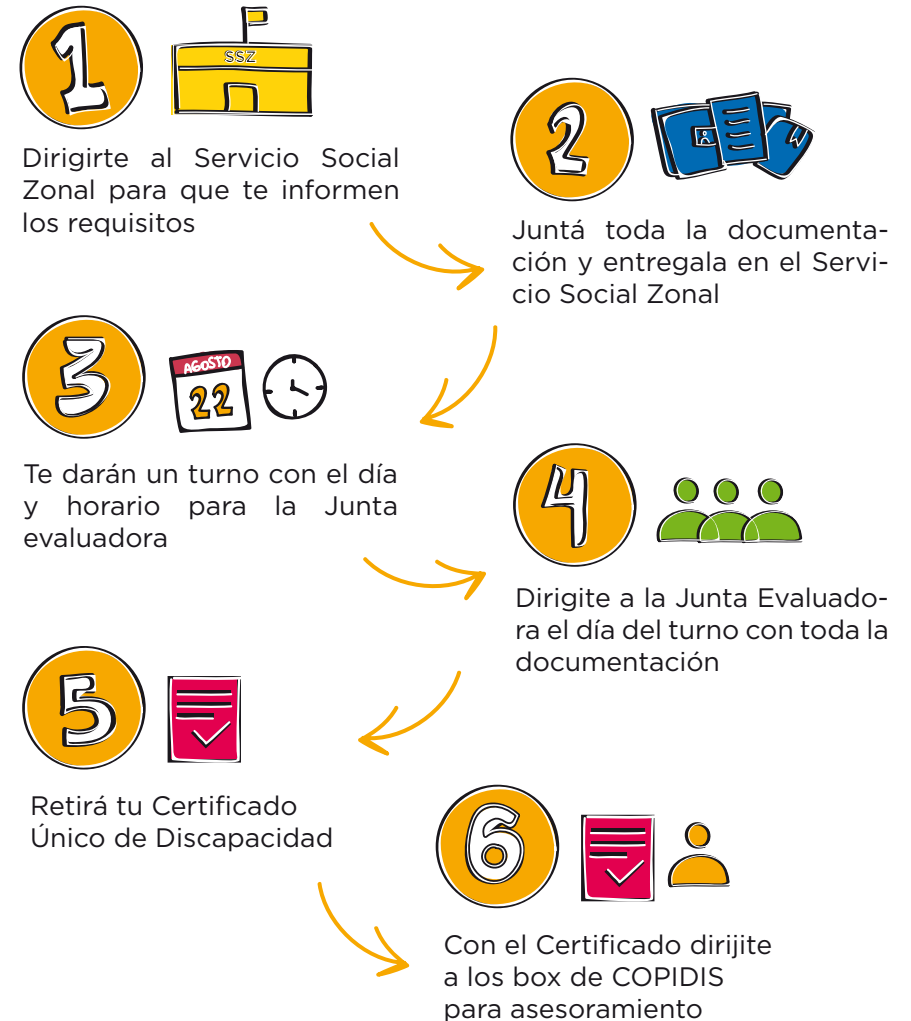 1
SSZ
Dirigirte al Servicio Social
Zonal para que te informen
los requisitos
2
Juntá toda la documenta-
ción y entregala en el Servi-
cio Social Zonal
3
AGOSTO
22
Te darán un turno con el día
y horario para la Junta
evaluadora
4
Dirigite a la Junta Evaluado-
ra el día del turno con toda la
documentación
5
Retirá tu Certificado
Único de Discapacidad
6
Con el Certificado dirijite
a los box de COPIDIS
para asesoramiento